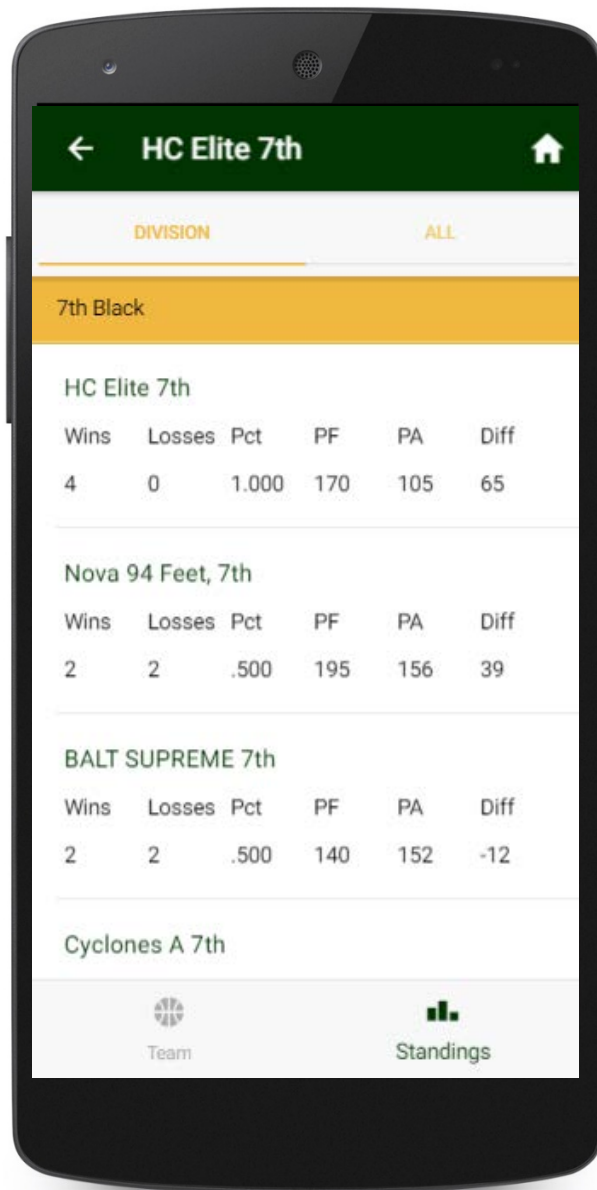 HC Elite 7th
DIVISION ALL
7th Black
HC Elite 7th
Wins Losses Pct PF PA Diff
4 0 1.000 170 105 65
Nova 94 Feet, 7th
Wins Losses Pct PF PA Diff
2 2 .500 195 156 39
BALT SUPREME 7th
Wins Losses Pct PF PA Diff
2 2 .500 140 152 -12
Cyclones A 7th
Team Standings